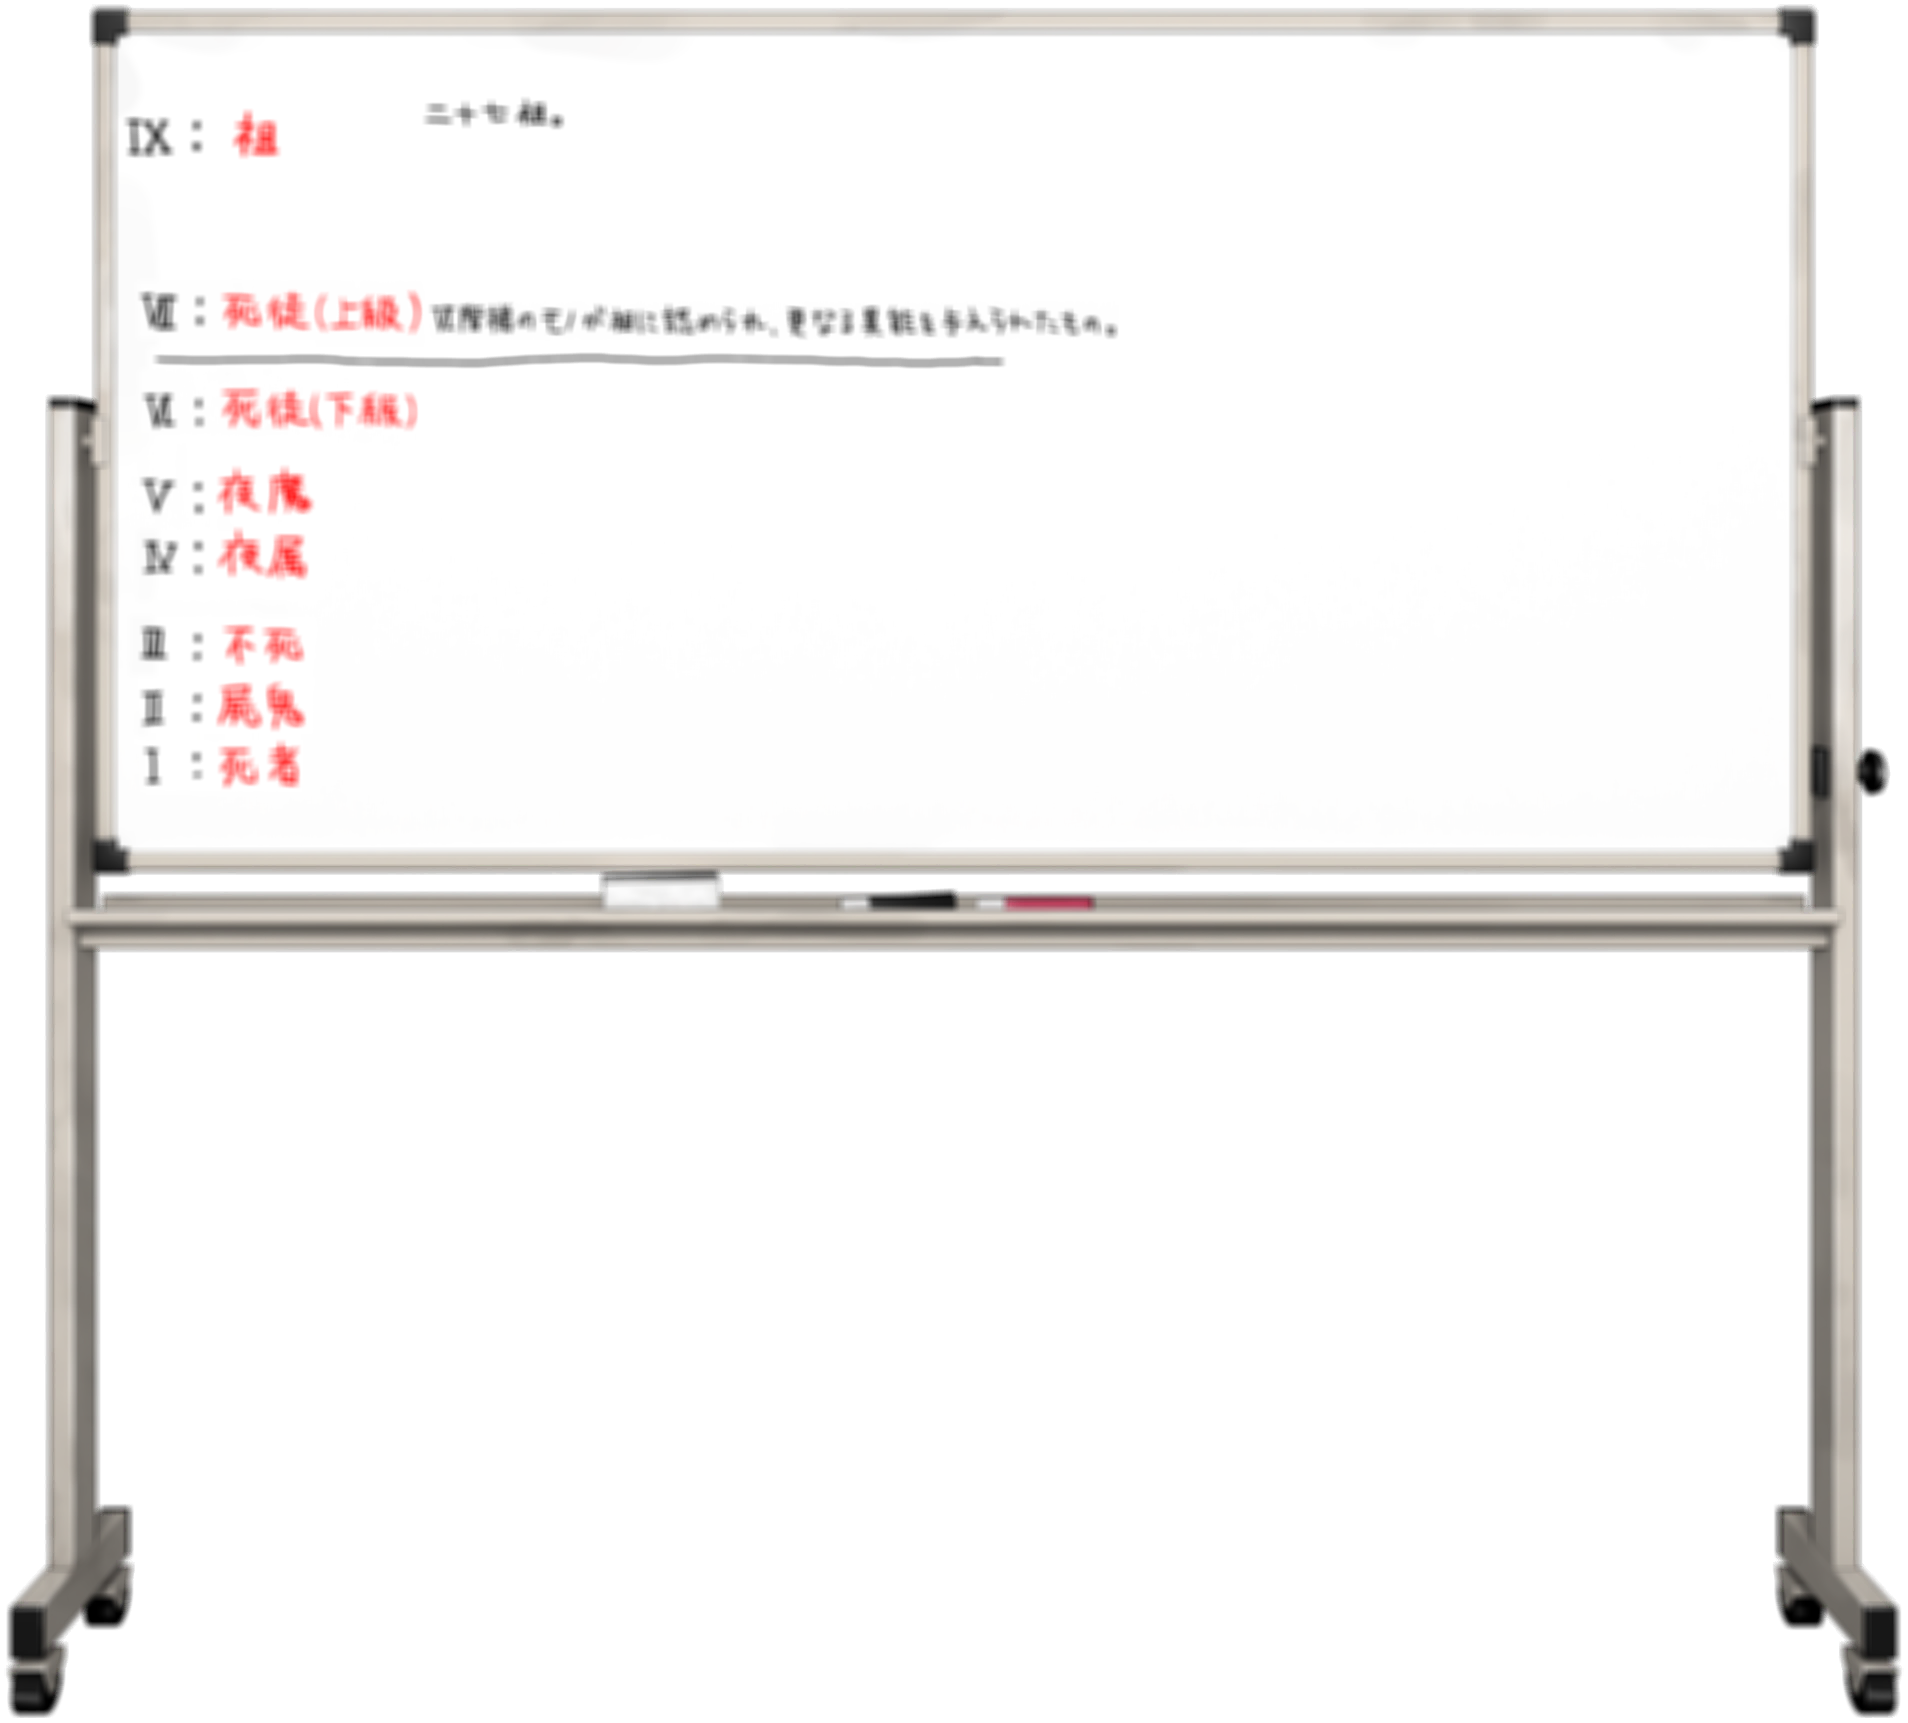 二十七祖。
IX：祖
Ⅶ：死徒(上級) Ⅵ階梯のモノが祖に認められ、更なる異能を与えられたもの。
Ⅵ：死徒(下級)
Ⅴ：夜魔
Ⅳ：夜属
Ⅲ：不死
Ⅱ：屍鬼
Ⅰ：死者